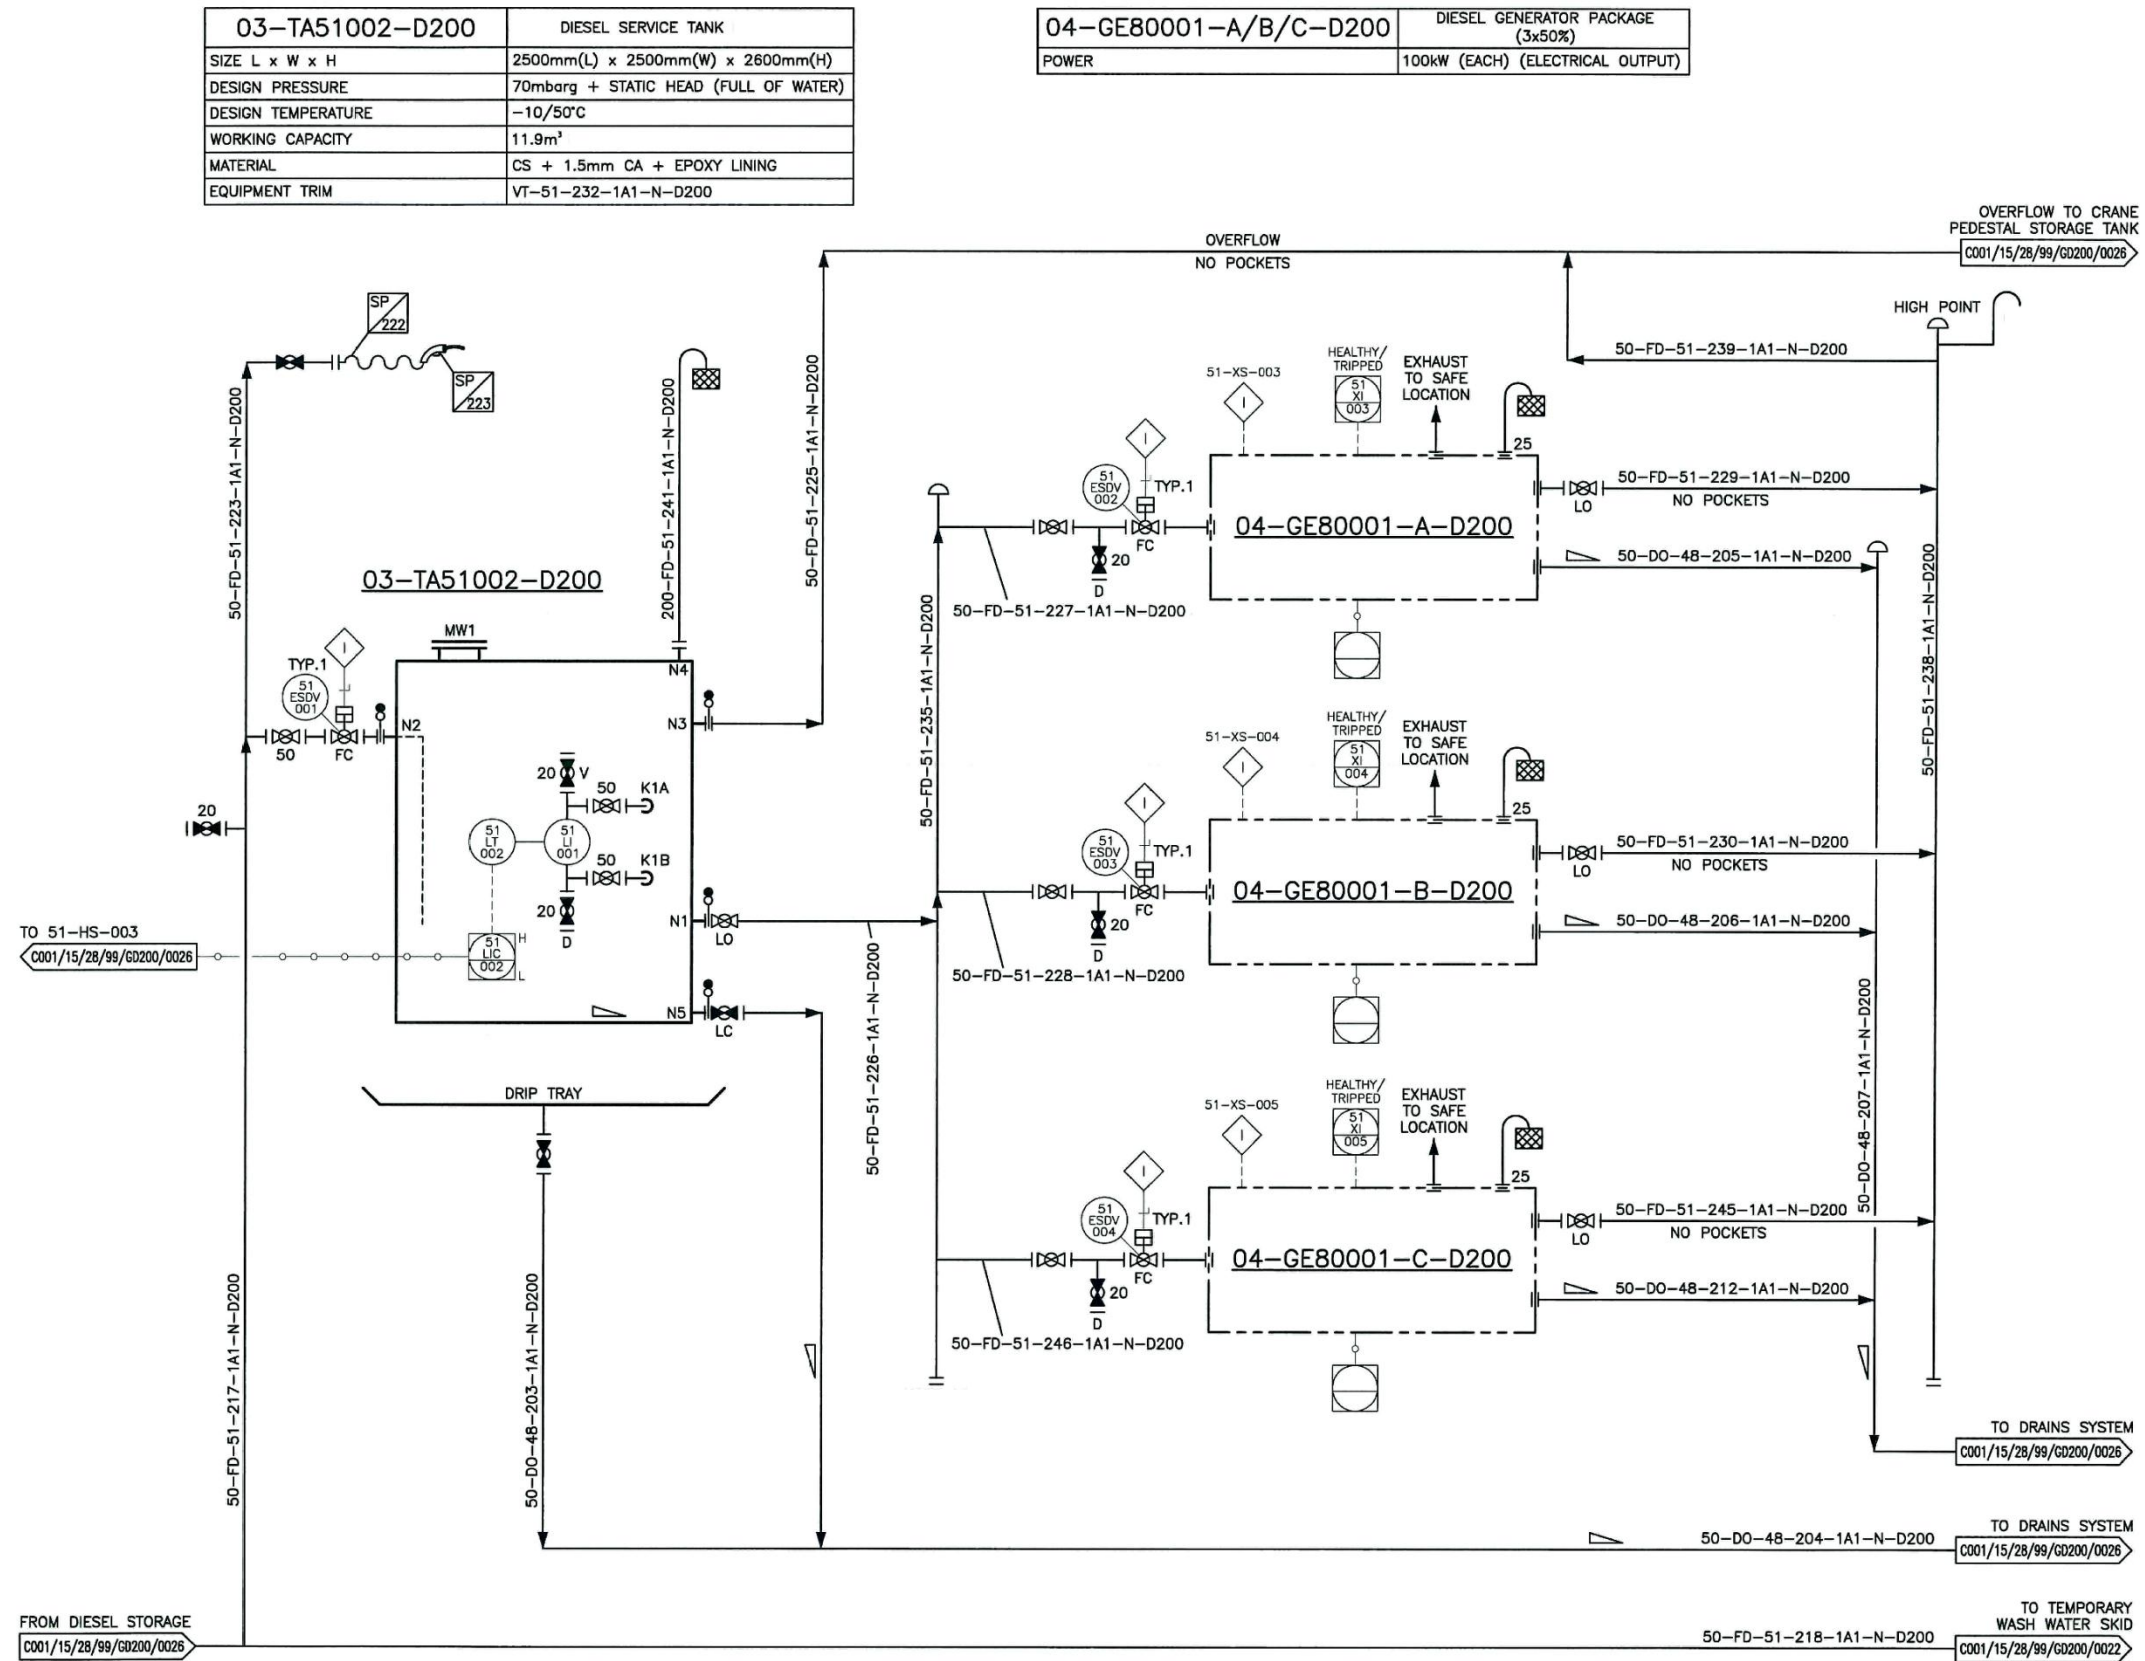 03-TA51002-D200
DIESEL SERVICE TANK
SIZE L x W x H
2500mm(L) x 2500mm(W) x 2600mm(H)
DESIGN PRESSURE
70mbarg + STATIC HEAD (FULL OF WATER)
DESIGN TEMPERATURE
-10/50°C
WORKING CAPACITY
11.9m³
MATERIAL
CS + 1.5mm CA + EPOXY LINING
EQUIPMENT TRIM
VT-51-232-1A1-N-D200
04-GE80001-A/B/C-D200
DIESEL GENERATOR PACKAGE
(3x50%)
POWER
100kW (EACH) (ELECTRICAL OUTPUT)
OVERFLOW TO CRANE
PEDESTAL STORAGE TANK
C001/15/28/99/GD200/0026
OVERFLOW
NO POCKETS
HIGH POINT
50-FD-51-239-1A1-N-D200
SP
222
SP
223
50-FD-51-223-1A1-N-D200
200-FD-51-241-1A1-N-D200
50-FD-51-225-1A1-N-D200
03-TA51002-D200
MW1
N4
TYP.1
I
51
ESDV
001
50
FC
N2
N3
20
V
50
K1A
51
LT
002
51
LI
001
50
K1B
20
D
20
N1
LO
TO 51-HS-003
C001/15/28/99/GD200/0026
51
LIC
002
H
L
N5
LC
DRIP TRAY
50-FD-51-226-1A1-N-D200
50-FD-51-235-1A1-N-D200
51-XS-003
I
HEALTHY/
TRIPPED
51
XI
003
EXHAUST
TO SAFE
LOCATION
25
I
51
ESDV
002
TYP.1
FC
20
D
50-FD-51-227-1A1-N-D200
04-GE80001-A-D200
50-FD-51-229-1A1-N-D200
NO POCKETS
LO
50-DO-48-205-1A1-N-D200
50-FD-51-238-1A1-N-D200
51-XS-004
I
HEALTHY/
TRIPPED
51
XI
004
EXHAUST
TO SAFE
LOCATION
25
I
51
ESDV
003
TYP.1
FC
20
D
50-FD-51-228-1A1-N-D200
04-GE80001-B-D200
50-FD-51-230-1A1-N-D200
NO POCKETS
LO
50-DO-48-206-1A1-N-D200
50-DO-48-207-1A1-N-D200
51-XS-005
I
HEALTHY/
TRIPPED
51
XI
005
EXHAUST
TO SAFE
LOCATION
25
I
51
ESDV
004
TYP.1
FC
20
D
50-FD-51-246-1A1-N-D200
04-GE80001-C-D200
50-FD-51-245-1A1-N-D200
NO POCKETS
LO
50-DO-48-212-1A1-N-D200
50-FD-51-217-1A1-N-D200
50-DO-48-203-1A1-N-D200
TO DRAINS SYSTEM
C001/15/28/99/GD200/0026
TO DRAINS SYSTEM
50-DO-48-204-1A1-N-D200
C001/15/28/99/GD200/0026
FROM DIESEL STORAGE
C001/15/28/99/GD200/0026
TO TEMPORARY
WASH WATER SKID
50-FD-51-218-1A1-N-D200
C001/15/28/99/GD200/0022